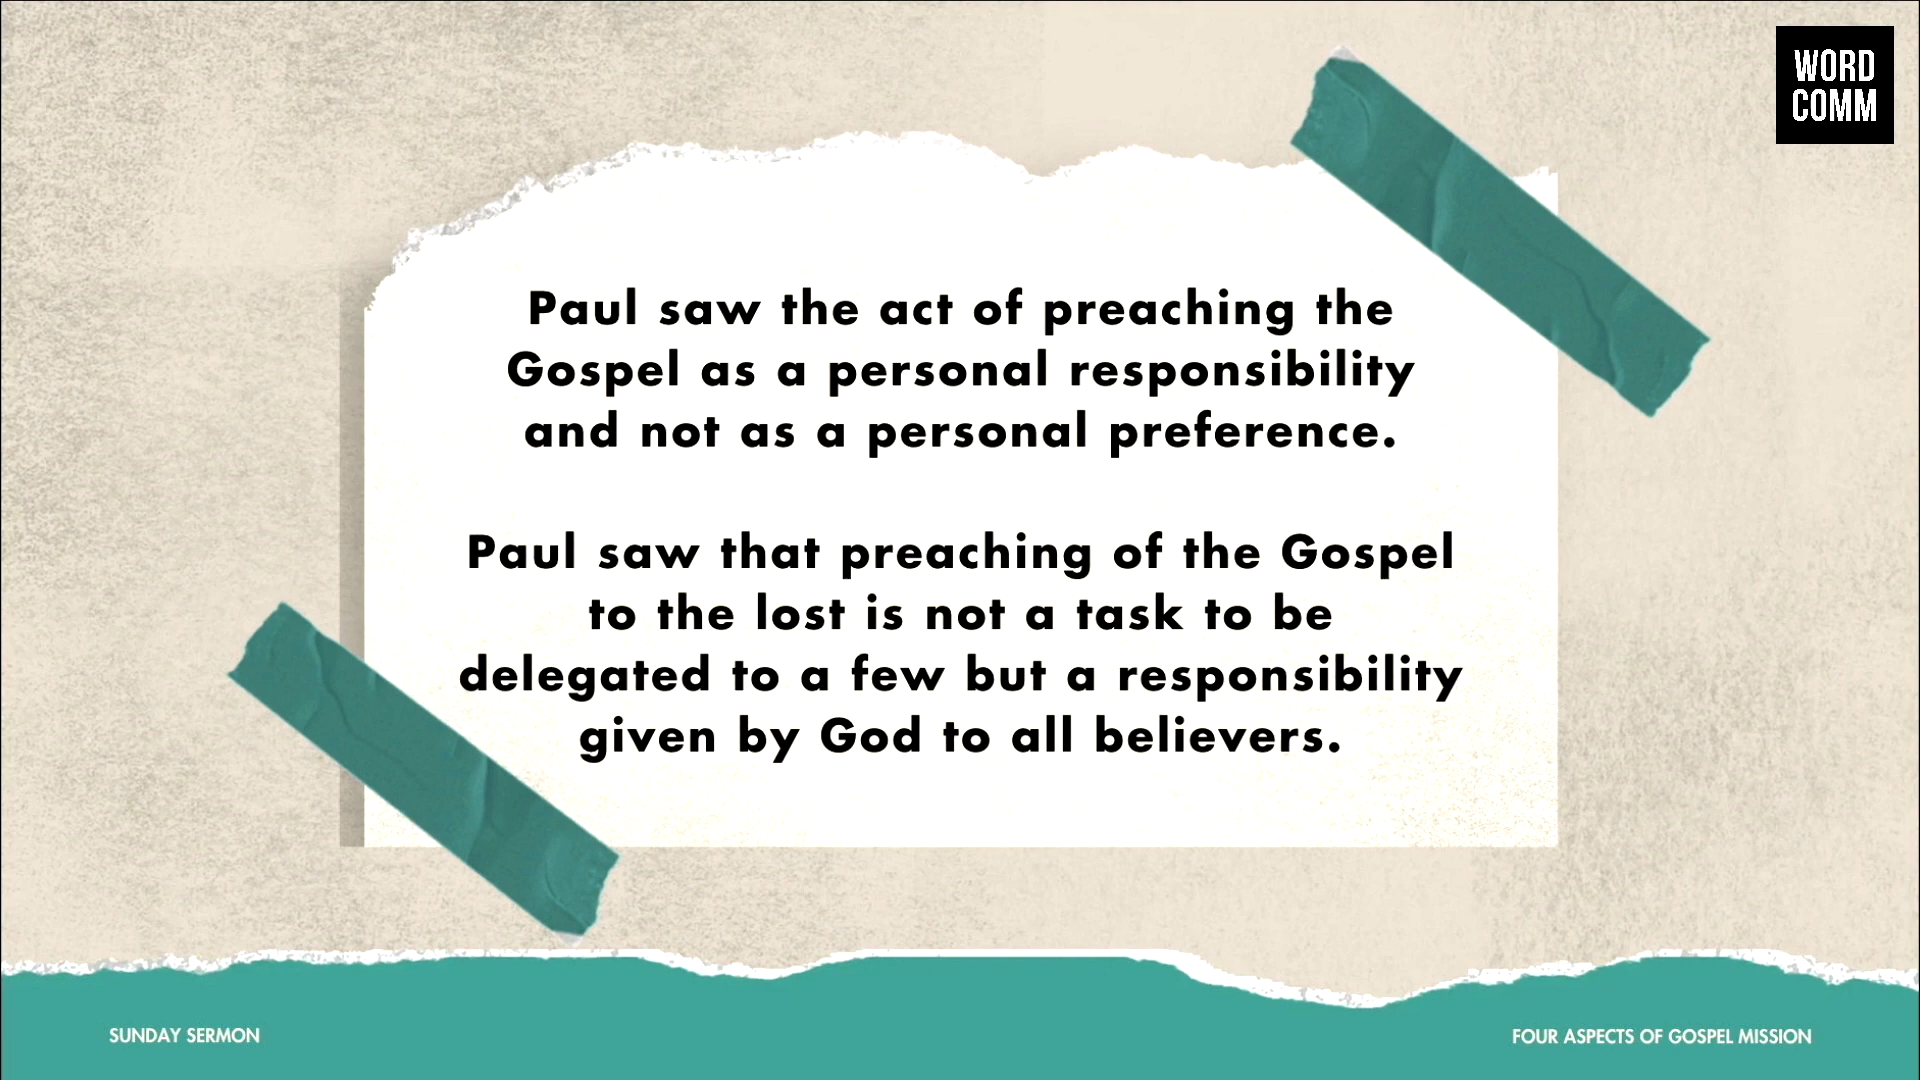 WORD
COMM
Paul saw the act of preaching the
Gospel as a personal responsibility
and not as a personal preference.
Paul saw that preaching of the Gospel
to the lost is not a task to be
delegated to a few but a responsibility
given by God to all believers.
SUNDAY SERMON
FOUR ASPECTS OF GOSPEL MISSION